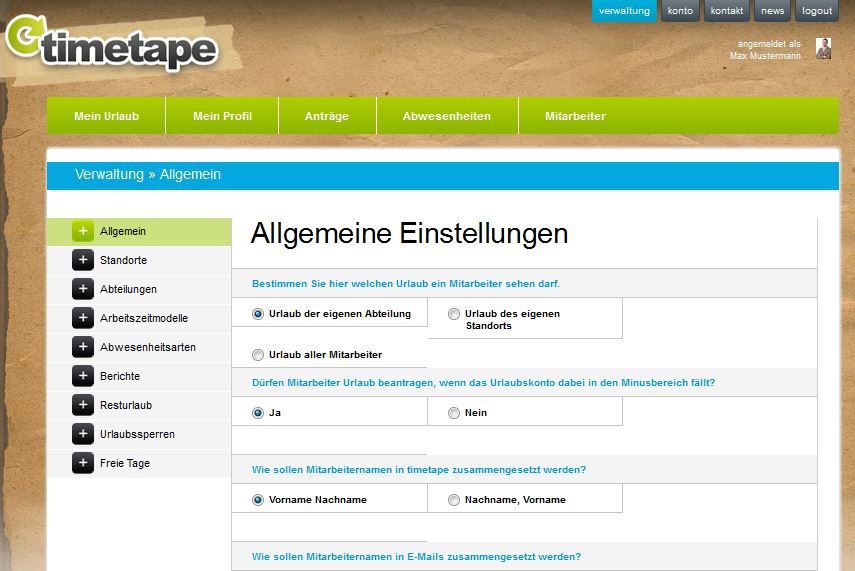 verwaltung konto kontakt news logout
timetape
angemeldet als
Max Mustermann
Mein Urlaub Mein Profil Anträge Abwesenheiten Mitarbeiter
Verwaltung » Allgemein
Allgemein
Standorte
Abteilungen
Arbeitszeitmodelle
Abwesenheitsarten
Berichte
Resturlaub
Urlaubssperren
Freie Tage
Allgemeine Einstellungen
Bestimmen Sie hier welchen Urlaub ein Mitarbeiter sehen darf.
Urlaub der eigenen Abteilung
Urlaub des eigenen
Standorts
Urlaub aller Mitarbeiter
Dürfen Mitarbeiter Urlaub beantragen, wenn das Urlaubskonto dabei in den Minusbereich fällt?
Ja Nein
Wie sollen Mitarbeiternamen in timetape zusammengesetzt werden?
Vorname Nachname Nachname, Vorname
Wie sollen Mitarbeiternamen in E-Mails zusammengesetzt werden?